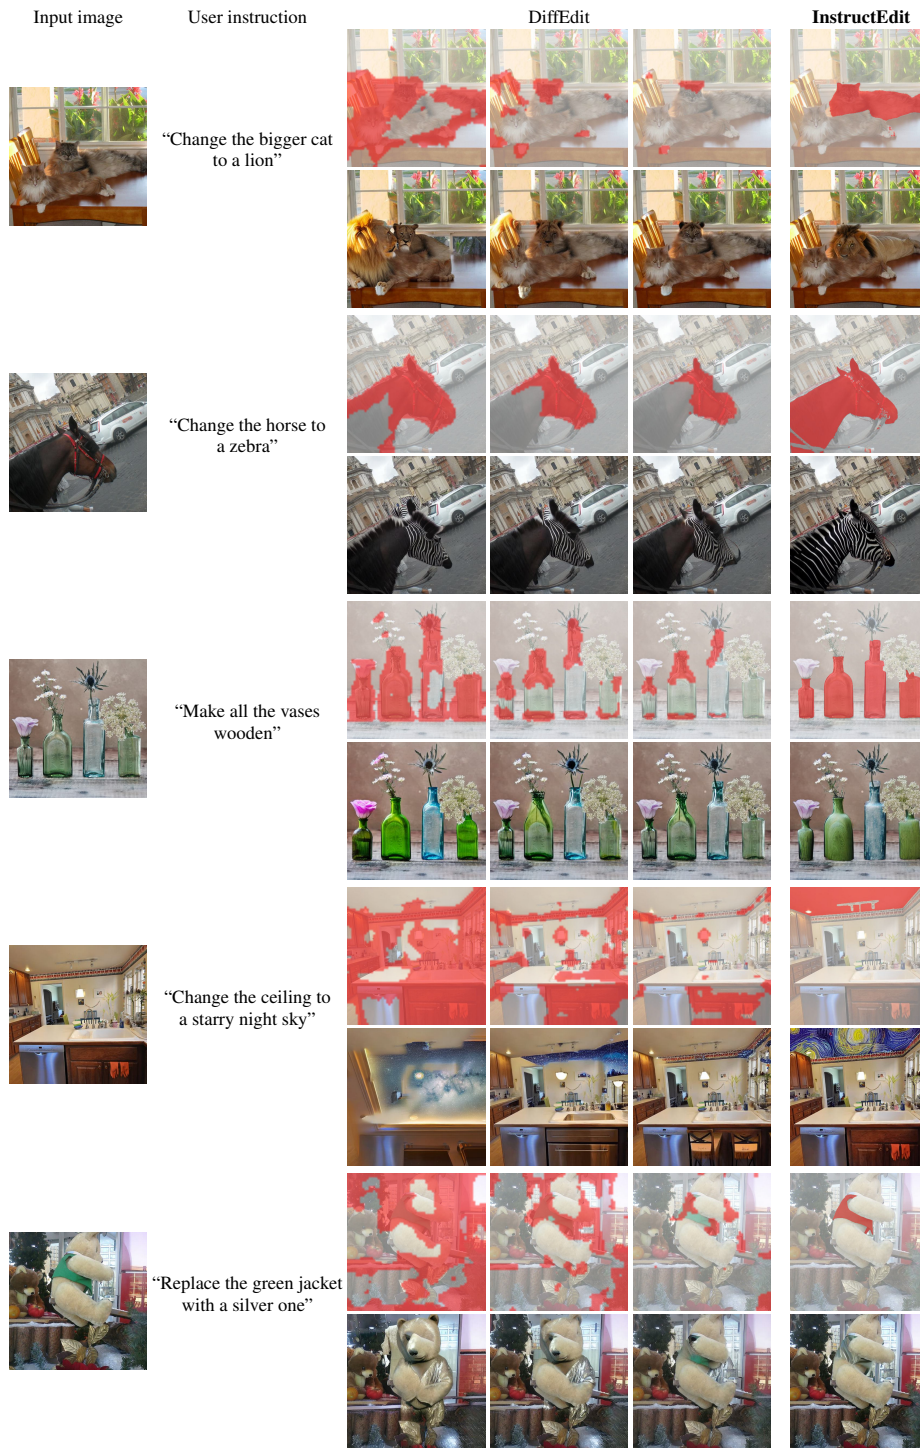 Input image
User instruction
DiffEdit
InstructEdit
“Change the bigger cat
to a lion”
“Change the horse to
a zebra”
“Make all the vases
wooden”
“Change the ceiling to
a starry night sky”
“Replace the green jacket
with a silver one”